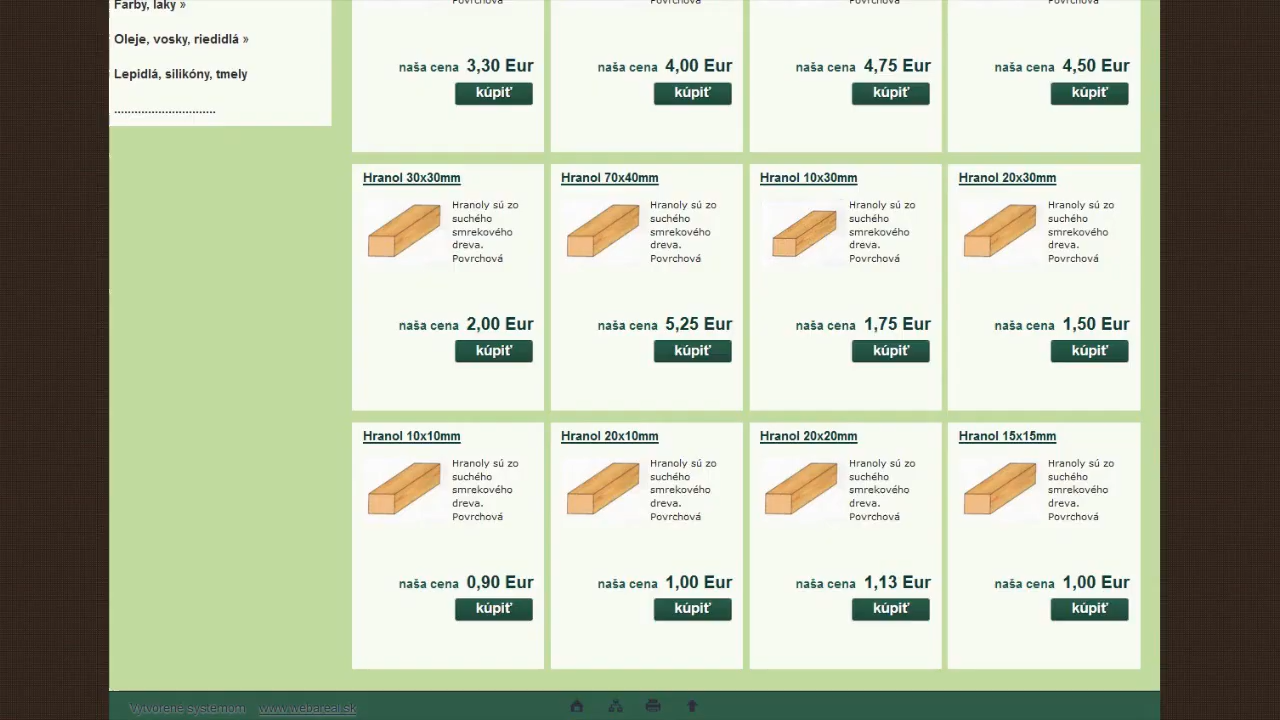 Farby, laky »
Oleje, vosky, riedidlá »
Lepidlá, silikóny, tmely
..............................
Povrchová
Povrchová
Povrchová
Povrchová
naša cena 3,30 Eur
kúpiť
naša cena 4,00 Eur
kúpiť
naša cena 4,75 Eur
kúpiť
naša cena 4,50 Eur
kúpiť
Hranol 30x30mm
Hranoly sú zo
suchého
smrekového
dreva.
Povrchová
naša cena 2,00 Eur
kúpiť
Hranol 70x40mm
Hranoly sú zo
suchého
smrekového
dreva.
Povrchová
naša cena 5,25 Eur
kúpiť
Hranol 10x30mm
Hranoly sú zo
suchého
smrekového
dreva.
Povrchová
naša cena 1,75 Eur
kúpiť
Hranol 20x30mm
Hranoly sú zo
suchého
smrekového
dreva.
Povrchová
naša cena 1,50 Eur
kúpiť
Hranol 10x10mm
Hranoly sú zo
suchého
smrekového
dreva.
Povrchová
naša cena 0,90 Eur
kúpiť
Hranol 20x10mm
Hranoly sú zo
suchého
smrekového
dreva.
Povrchová
naša cena 1,00 Eur
kúpiť
Hranol 20x20mm
Hranoly sú zo
suchého
smrekového
dreva.
Povrchová
naša cena 1,13 Eur
kúpiť
Hranol 15x15mm
Hranoly sú zo
suchého
smrekového
dreva.
Povrchová
naša cena 1,00 Eur
kúpiť
Vytvorené systémom www.webareal.sk